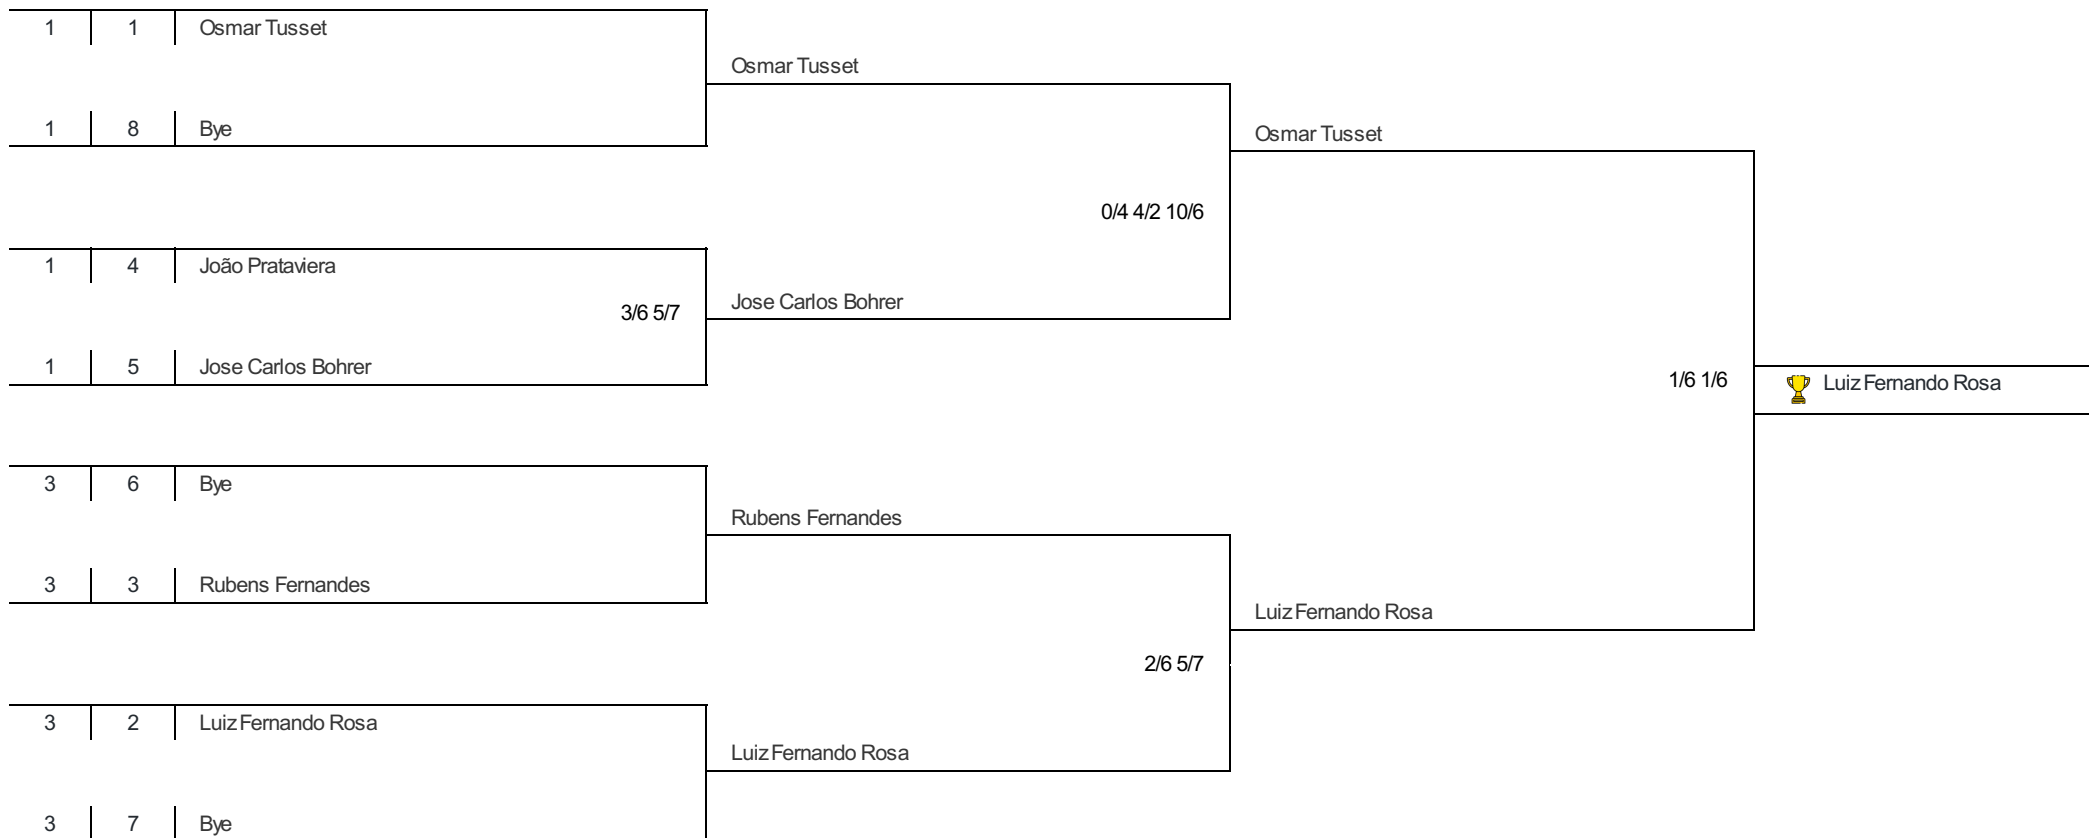 1 1 Osmar Tusset
Osmar Tusset
1 8 Bye
Osmar Tusset
0/4 4/2 10/6
1 4 João Prataviera
3/6 5/7
Jose Carlos Bohrer
1 5 Jose Carlos Bohrer
1/6 1/6
Luiz Fernando Rosa
3 6 Bye
Rubens Fernandes
3 3 Rubens Fernandes
Luiz Fernando Rosa
2/6 5/7
3 2 Luiz Fernando Rosa
Luiz Fernando Rosa
3 7 Bye